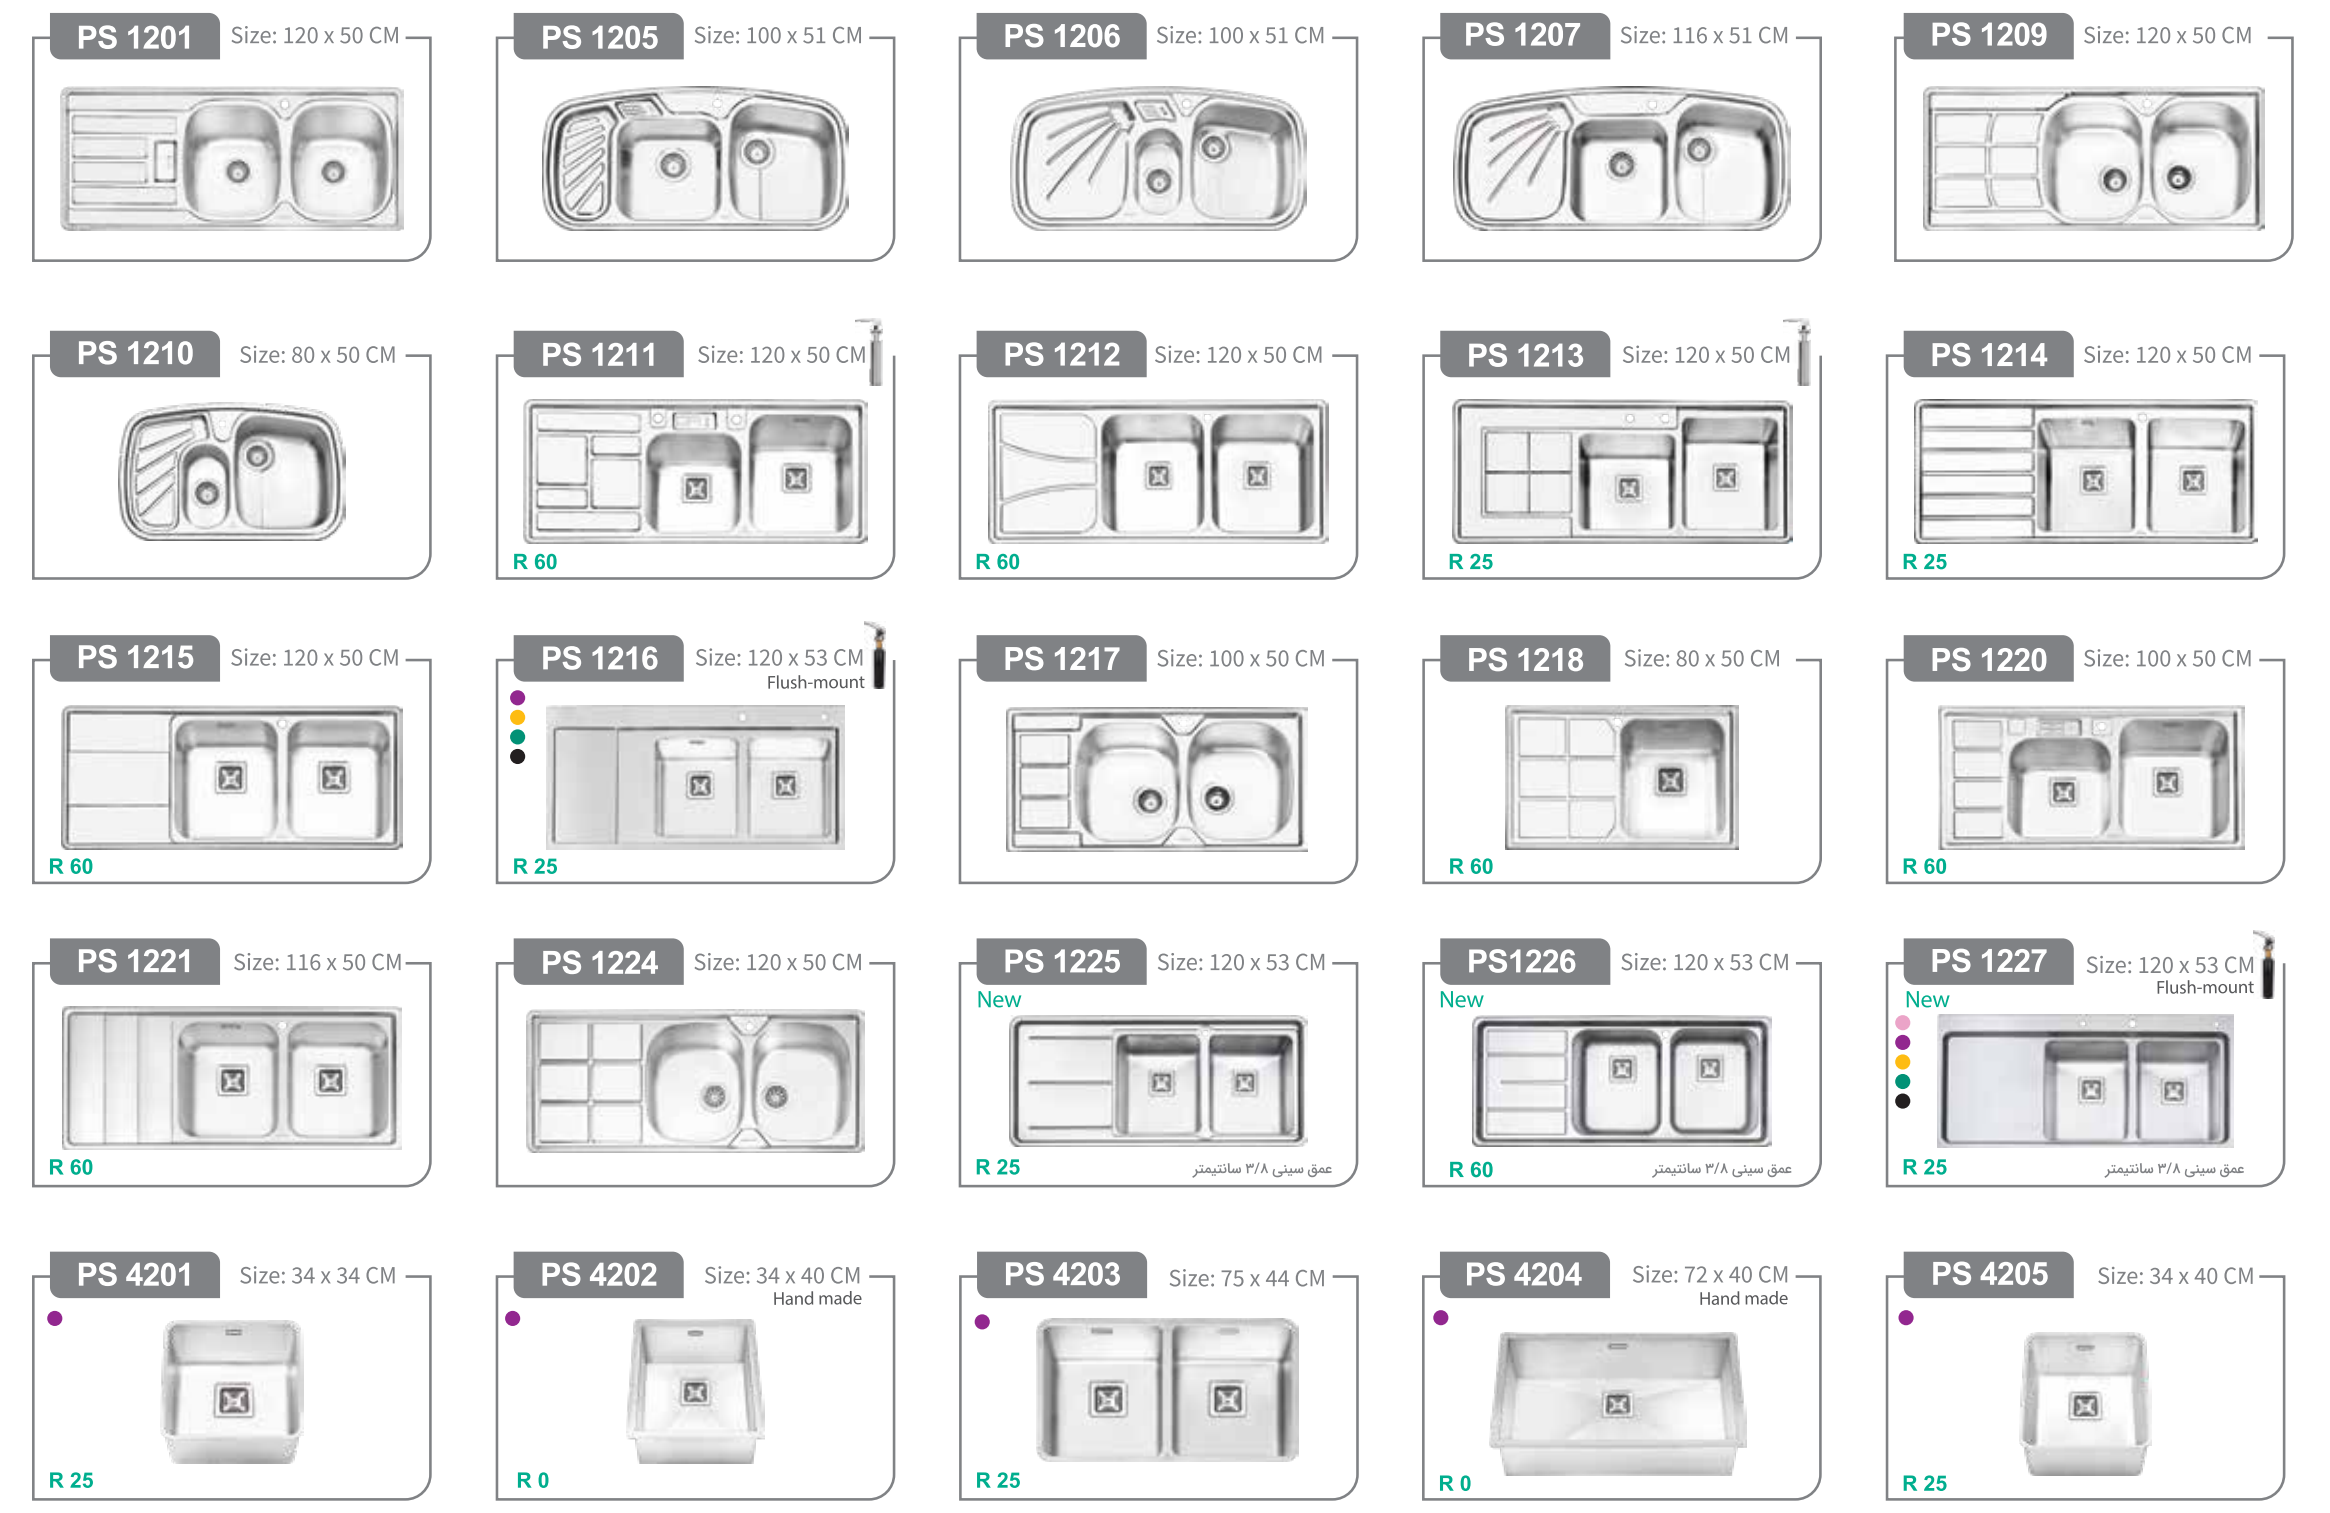 PS 1201 Size: 120 x 50 CM
PS 1205 Size: 100 x 51 CM
PS 1206 Size: 100 x 51 CM
PS 1207 Size: 116 x 51 CM
PS 1209 Size: 120 x 50 CM
PS 1210 Size: 80 x 50 CM
PS 1211 Size: 120 x 50 CM
R 60
PS 1212 Size: 120 x 50 CM
R 60
PS 1213 Size: 120 x 50 CM
R 25
PS 1214 Size: 120 x 50 CM
R 25
PS 1215 Size: 120 x 50 CM
R 60
PS 1216 Size: 120 x 53 CM
Flush-mount
R 25
PS 1217 Size: 100 x 50 CM
PS 1218 Size: 80 x 50 CM
R 60
PS 1220 Size: 100 x 50 CM
R 60
PS 1221 Size: 116 x 50 CM
R 60
PS 1224 Size: 120 x 50 CM
PS 1225 Size: 120 x 53 CM
New
R 25 عمق سینی ۳/۸ سانتیمتر
PS1226 Size: 120 x 53 CM
New
R 60 عمق سینی ۳/۸ سانتیمتر
PS 1227 Size: 120 x 53 CM
Flush-mount
New
R 25 عمق سینی ۳/۸ سانتیمتر
PS 4201 Size: 34 x 34 CM
R 25
PS 4202 Size: 34 x 40 CM
Hand made
R 0
PS 4203 Size: 75 x 44 CM
R 25
PS 4204 Size: 72 x 40 CM
Hand made
R 0
PS 4205 Size: 34 x 40 CM
R 25